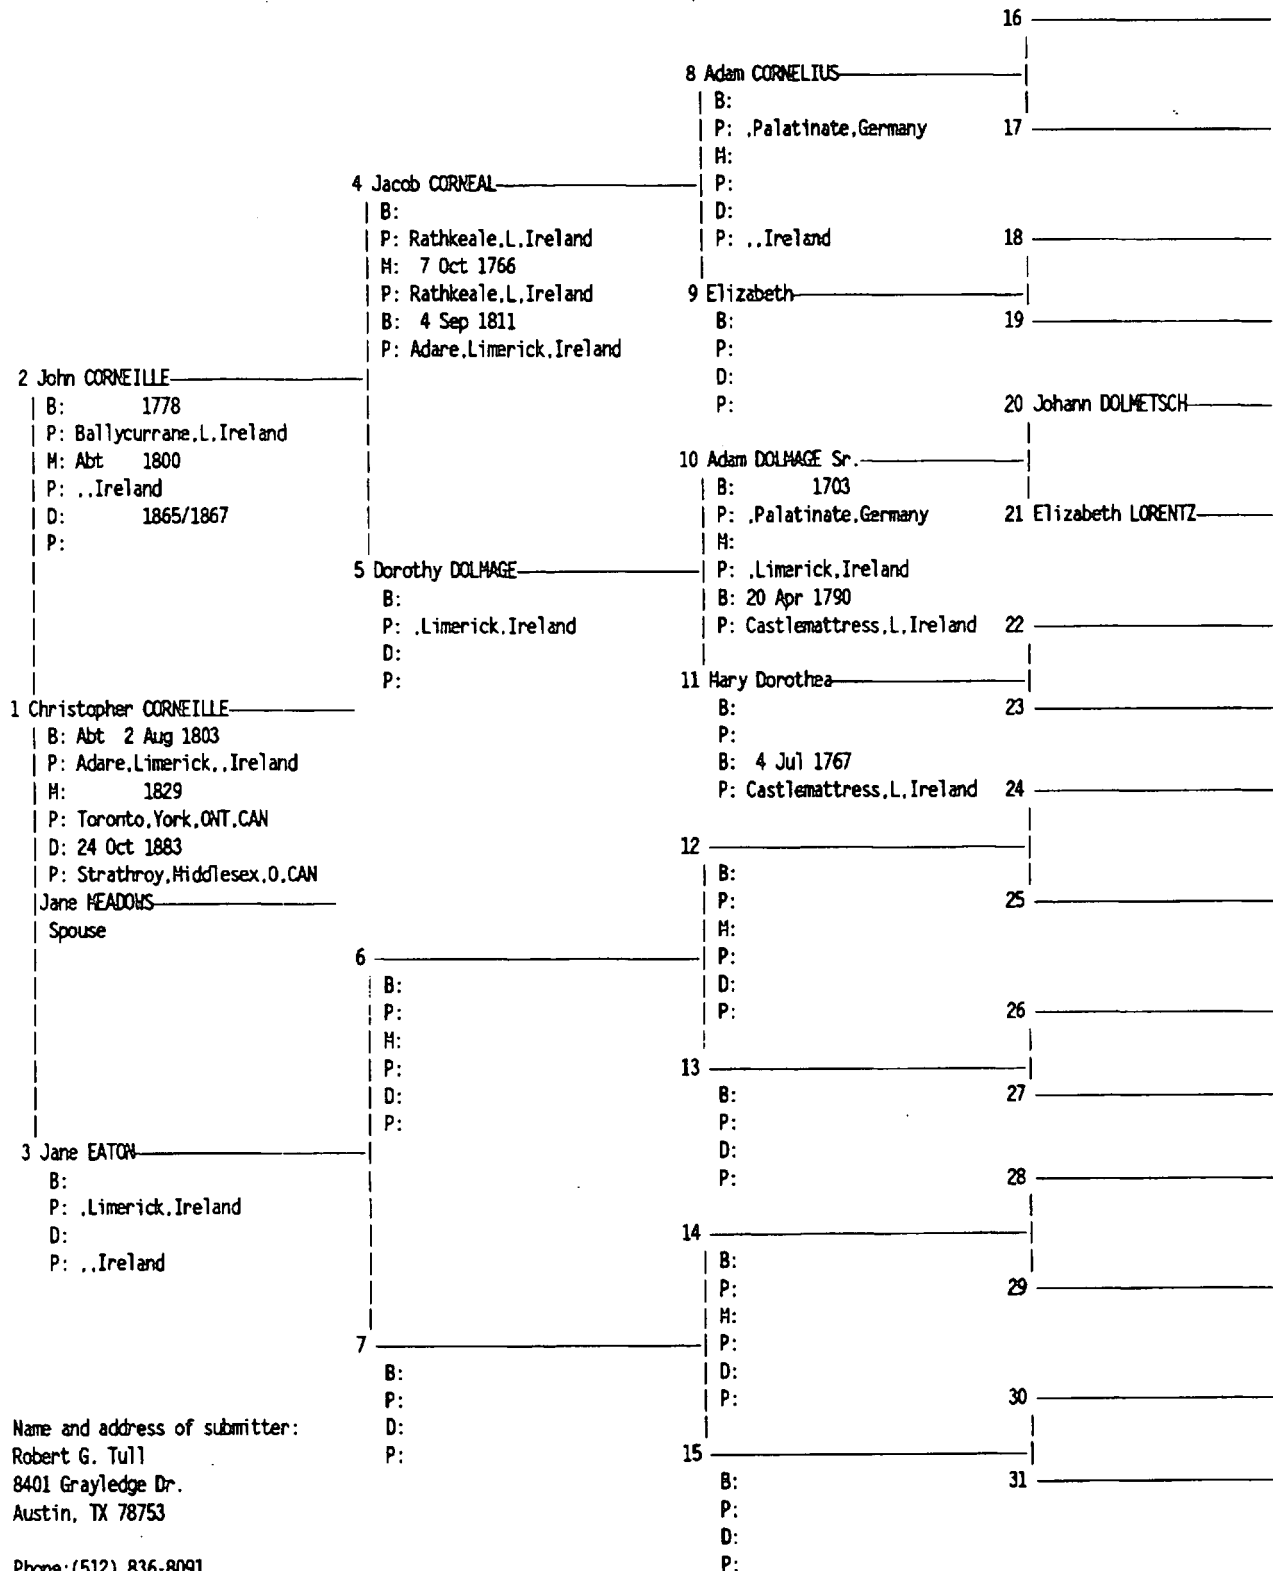 16
8 Adam CORNELIUS
B:
P: ,Palatinate,Germany
17
M:
4 Jacob CORNEAL
P:
B:
D:
P: Rathkeale,L,Ireland
P: ,,Ireland
18
M: 7 Oct 1766
P: Rathkeale,L,Ireland
9 Elizabeth
B: 4 Sep 1811
B:
19
P: Adare,Limerick,Ireland
P:
2 John CORNEILLE
D:
B: 1778
P:
20 Johann DOLMETSCH
P: Ballycurrane,L,Ireland
M: Abt 1800
10 Adam DOLMAGE Sr.
P: ,,Ireland
B: 1703
D: 1865/1867
P: ,Palatinate,Germany
21 Elizabeth LORENTZ
P:
M:
5 Dorothy DOLMAGE
P: ,Limerick,Ireland
B:
B: 20 Apr 1790
P: ,Limerick,Ireland
P: Castlemattress,L,Ireland
22
D:
P:
11 Mary Dorothea
1 Christopher CORNEILLE
B:
23
B: Abt 2 Aug 1803
P:
P: Adare,Limerick,,Ireland
B: 4 Jul 1767
M: 1829
P: Castlemattress,L,Ireland
24
P: Toronto,York,ONT,CAN
D: 24 Oct 1883
12
P: Strathroy,Middlesex,O,CAN
B:
Jane MEADOWS
P:
25
Spouse
M:
6
P:
B:
D:
P:
P:
26
M:
P:
13
D:
B:
27
P:
P:
3 Jane EATON
D:
B:
P:
28
P: ,Limerick,Ireland
D:
14
P: ,,Ireland
B:
P:
29
M:
7
P:
B:
D:
P:
P:
30
Name and address of submitter:
D:
Robert G. Tull
P:
15
8401 Grayledge Dr.
B:
31
Austin, TX 78753
P:
D:
Phone:(512) 836-8091
P: